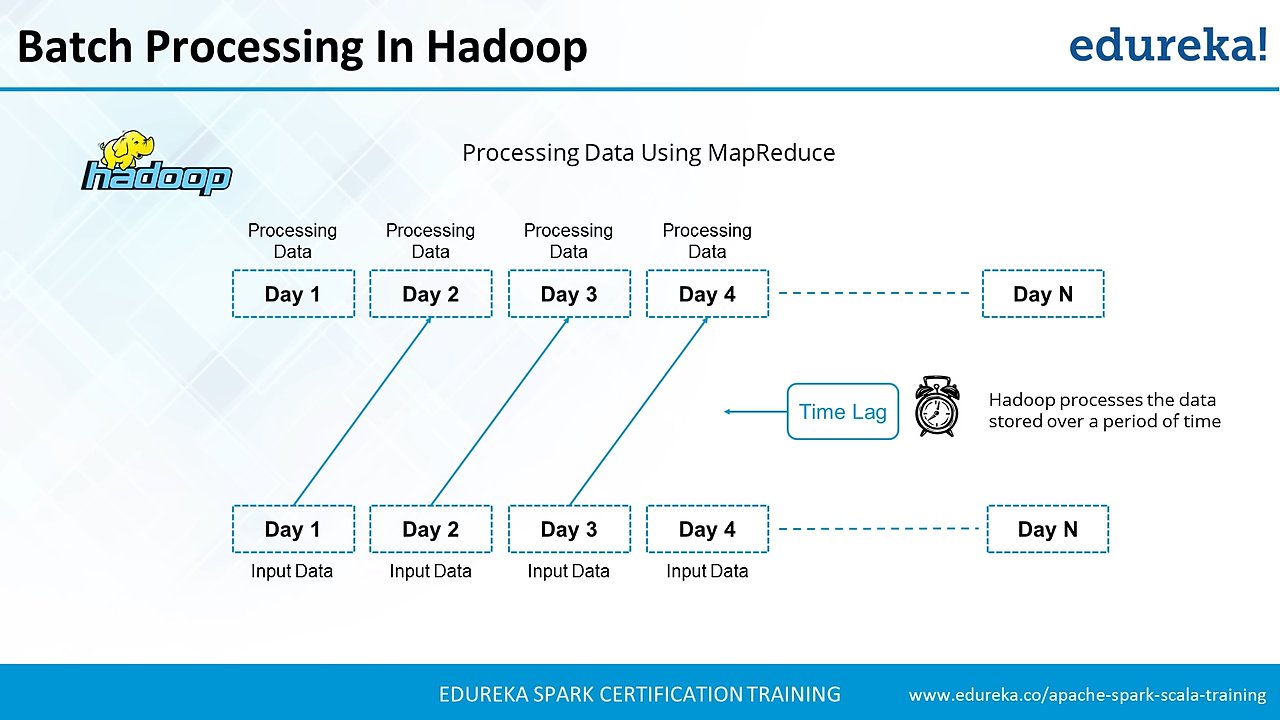 Batch Processing In Hadoop
edureka!
hadoop
Processing Data Using MapReduce
Processing
Data
Processing
Data
Processing
Data
Processing
Data
Day 1
Day 2
Day 3
Day 4
Day N
Time Lag
Hadoop processes the data
stored over a period of time
Day 1
Day 2
Day 3
Day 4
Day N
Input Data
Input Data
Input Data
Input Data
EDUREKA SPARK CERTIFICATION TRAINING
www.edureka.co/apache-spark-scala-training